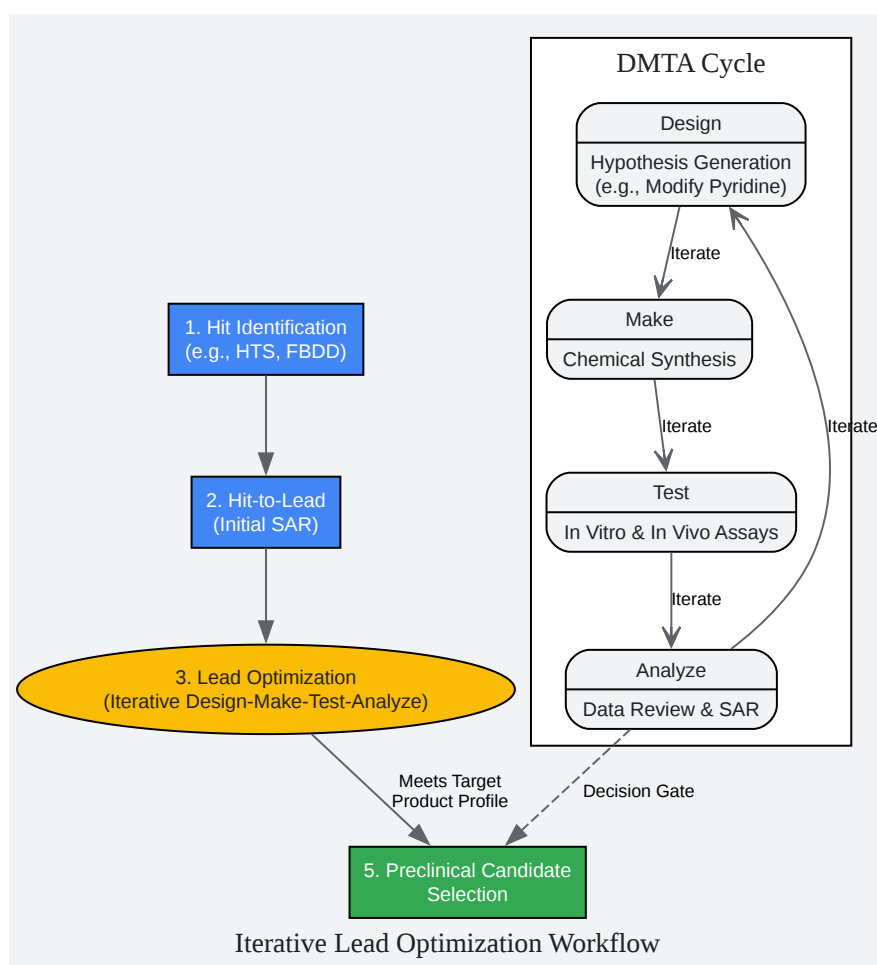 DMTA Cycle
Design
Hypothesis Generation
(e.g., Modify Pyridine)
Iterate
Make
Chemical Synthesis
Iterate
Iterate
Test
In Vitro & In Vivo Assays
Iterate
Analyze
Data Review & SAR
1. Hit Identification
(e.g., HTS, FBDD)
2. Hit-to-Lead
(Initial SAR)
3. Lead Optimization
(Iterative Design-Make-Test-Analyze)
Meets Target
Product Profile
Decision Gate
5. Preclinical Candidate
Selection
Iterative Lead Optimization Workflow